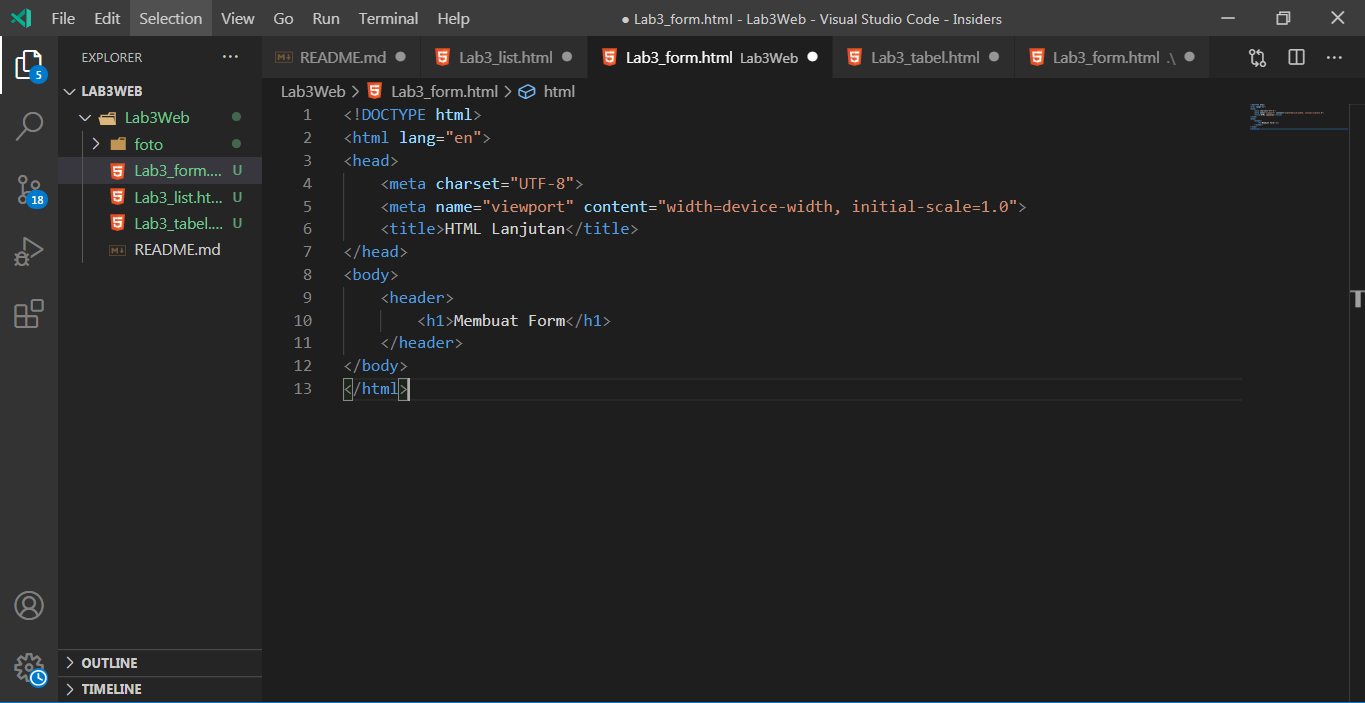 File Edit Selection View Go Run Terminal Help ● Lab3_form.html - Lab3Web - Visual Studio Code - Insiders
EXPLORER ···
README.md ● Lab3_list.html ● Lab3_form.html Lab3Web ● Lab3_tabel.html ● Lab3_form.html .\ ●
5
LAB3WEB
Lab3Web
foto
Lab3_form.... U
Lab3_list.ht... U
Lab3_tabel.... U
README.md
18
Lab3Web > Lab3_form.html > html
1 <!DOCTYPE html>
2 <html lang="en">
3 <head>
4 <meta charset="UTF-8">
5 <meta name="viewport" content="width=device-width, initial-scale=1.0">
6 <title>HTML Lanjutan</title>
7 </head>
8 <body>
9 <header>
10 <h1>Membuat Form</h1>
11 </header>
12 </body>
13 </html>
T
OUTLINE
TIMELINE